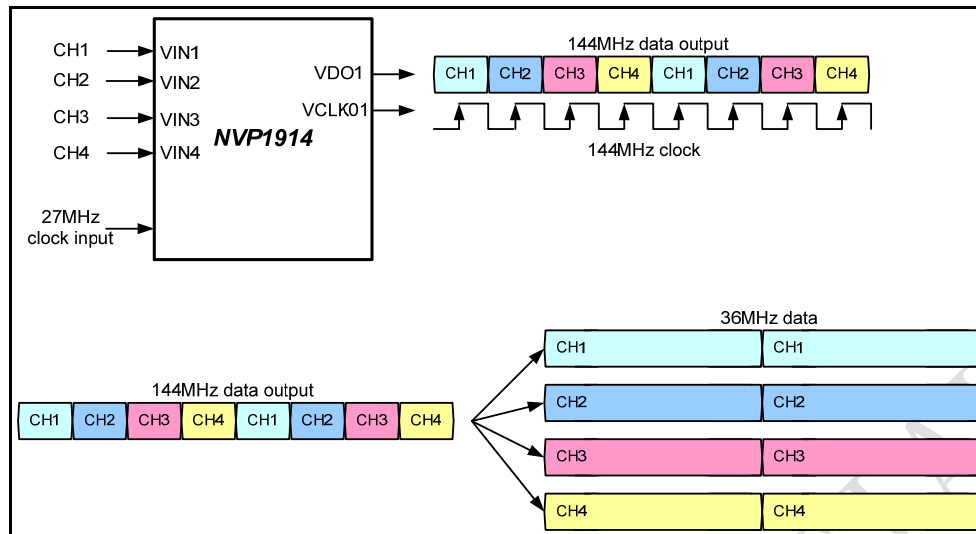 CH1
CH2
CH3
CH4
27MHz
clock input
VIN1
VIN2
VIN3
VIN4
NVP1914
VDO1
VCLK01
144MHz data output
CH1 CH2 CH3 CH4 CH1 CH2 CH3 CH4
144MHz clock
144MHz data output
CH1 CH2 CH3 CH4 CH1 CH2 CH3 CH4
36MHz data
CH1 CH1
CH2 CH2
CH3 CH3
CH4 CH4